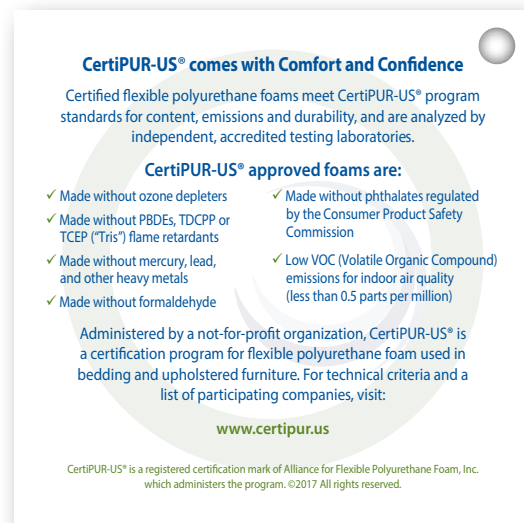 CertiPUR-US® comes with Comfort and Confidence
Certified flexible polyurethane foams meet CertiPUR-US® program
standards for content, emissions and durability, and are analyzed by
independent, accredited testing laboratories.
CertiPUR-US® approved foams are:
✓ Made without ozone depleters
✓ Made without PBDEs, TDCPP or
TCEP ("Tris") flame retardants
✓ Made without mercury, lead,
and other heavy metals
✓ Made without formaldehyde
✓ Made without phthalates regulated
by the Consumer Product Safety
Commission
✓ Low VOC (Volatile Organic Compound)
emissions for indoor air quality
(less than 0.5 parts per million)
Administered by a not-for-profit organization, CertiPUR-US® is
a certification program for flexible polyurethane foam used in
bedding and upholstered furniture. For technical criteria and a
list of participating companies, visit:
www.certipur.us
CertiPUR-US® is a registered certification mark of Alliance for Flexible Polyurethane Foam, Inc.
which administers the program. ©2017 All rights reserved.